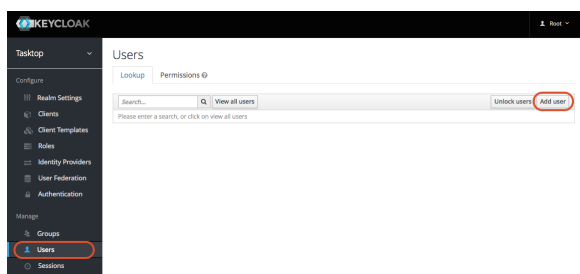 KEYCLOAK
Root
Tasktop
Configure
Realm Settings
Clients
Client Templates
Roles
Identity Providers
User Federation
Authentication
Manage
Groups
Users
Sessions
Users
Lookup Permissions
Search... View all users Unlock users Add user
Please enter a search, or click on view all users